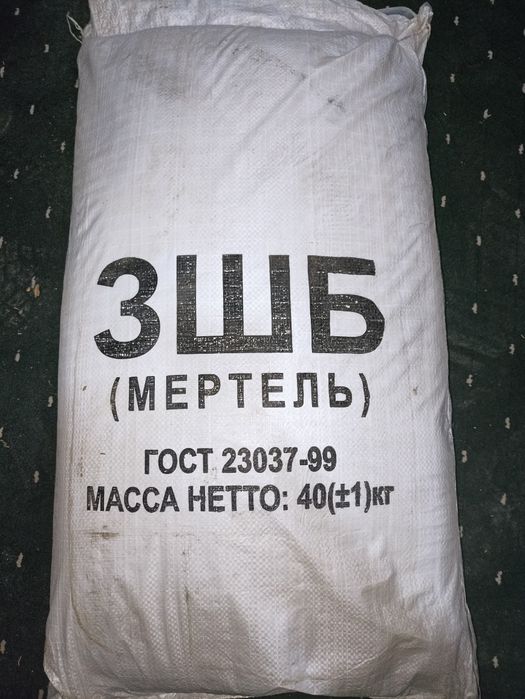 ЗШБ
(МЕРТЕЛЬ)
ГОСТ 23037-99
МАССА НЕТТО: 40(±1)кг